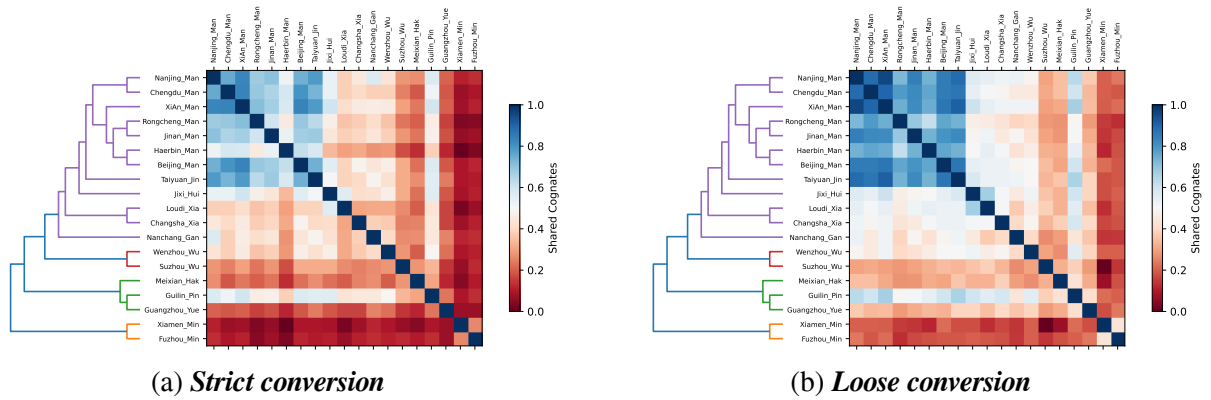 Nanjing_Man
Chengdu_Man
XiAn_Man
Rongcheng_Man
Jinan_Man
Haerbin_Man
Beijing_Man
Taiyuan_Jin
Jixi_Hui
Loudi_Xia
Changsha_Xia
Nanchang_Gan
Wenzhou_Wu
Suzhou_Wu
Meixian_Hak
Guilin_Pin
Guangzhou_Yue
Xiamen_Min
Fuzhou_Min
Nanjing_Man
Chengdu_Man
XiAn_Man
Rongcheng_Man
Jinan_Man
Haerbin_Man
Beijing_Man
Taiyuan_Jin
Jixi_Hui
Loudi_Xia
Changsha_Xia
Nanchang_Gan
Wenzhou_Wu
Suzhou_Wu
Meixian_Hak
Guilin_Pin
Guangzhou_Yue
Xiamen_Min
Fuzhou_Min
1.0
0.8
0.6
0.4
0.2
0.0
Shared Cognates
(a) Strict conversion
Nanjing_Man
Chengdu_Man
XiAn_Man
Rongcheng_Man
Jinan_Man
Haerbin_Man
Beijing_Man
Taiyuan_Jin
Jixi_Hui
Loudi_Xia
Changsha_Xia
Nanchang_Gan
Wenzhou_Wu
Suzhou_Wu
Meixian_Hak
Guilin_Pin
Guangzhou_Yue
Xiamen_Min
Fuzhou_Min
Nanjing_Man
Chengdu_Man
XiAn_Man
Rongcheng_Man
Jinan_Man
Haerbin_Man
Beijing_Man
Taiyuan_Jin
Jixi_Hui
Loudi_Xia
Changsha_Xia
Nanchang_Gan
Wenzhou_Wu
Suzhou_Wu
Meixian_Hak
Guilin_Pin
Guangzhou_Yue
Xiamen_Min
Fuzhou_Min
1.0
0.8
0.6
0.4
0.2
0.0
Shared Cognates
(b) Loose conversion